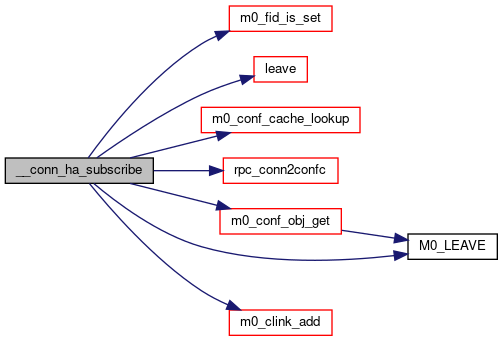 m0_fid_is_set
leave
m0_conf_cache_lookup
__conn_ha_subscribe
rpc_conn2confc
m0_conf_obj_get
M0_LEAVE
m0_clink_add